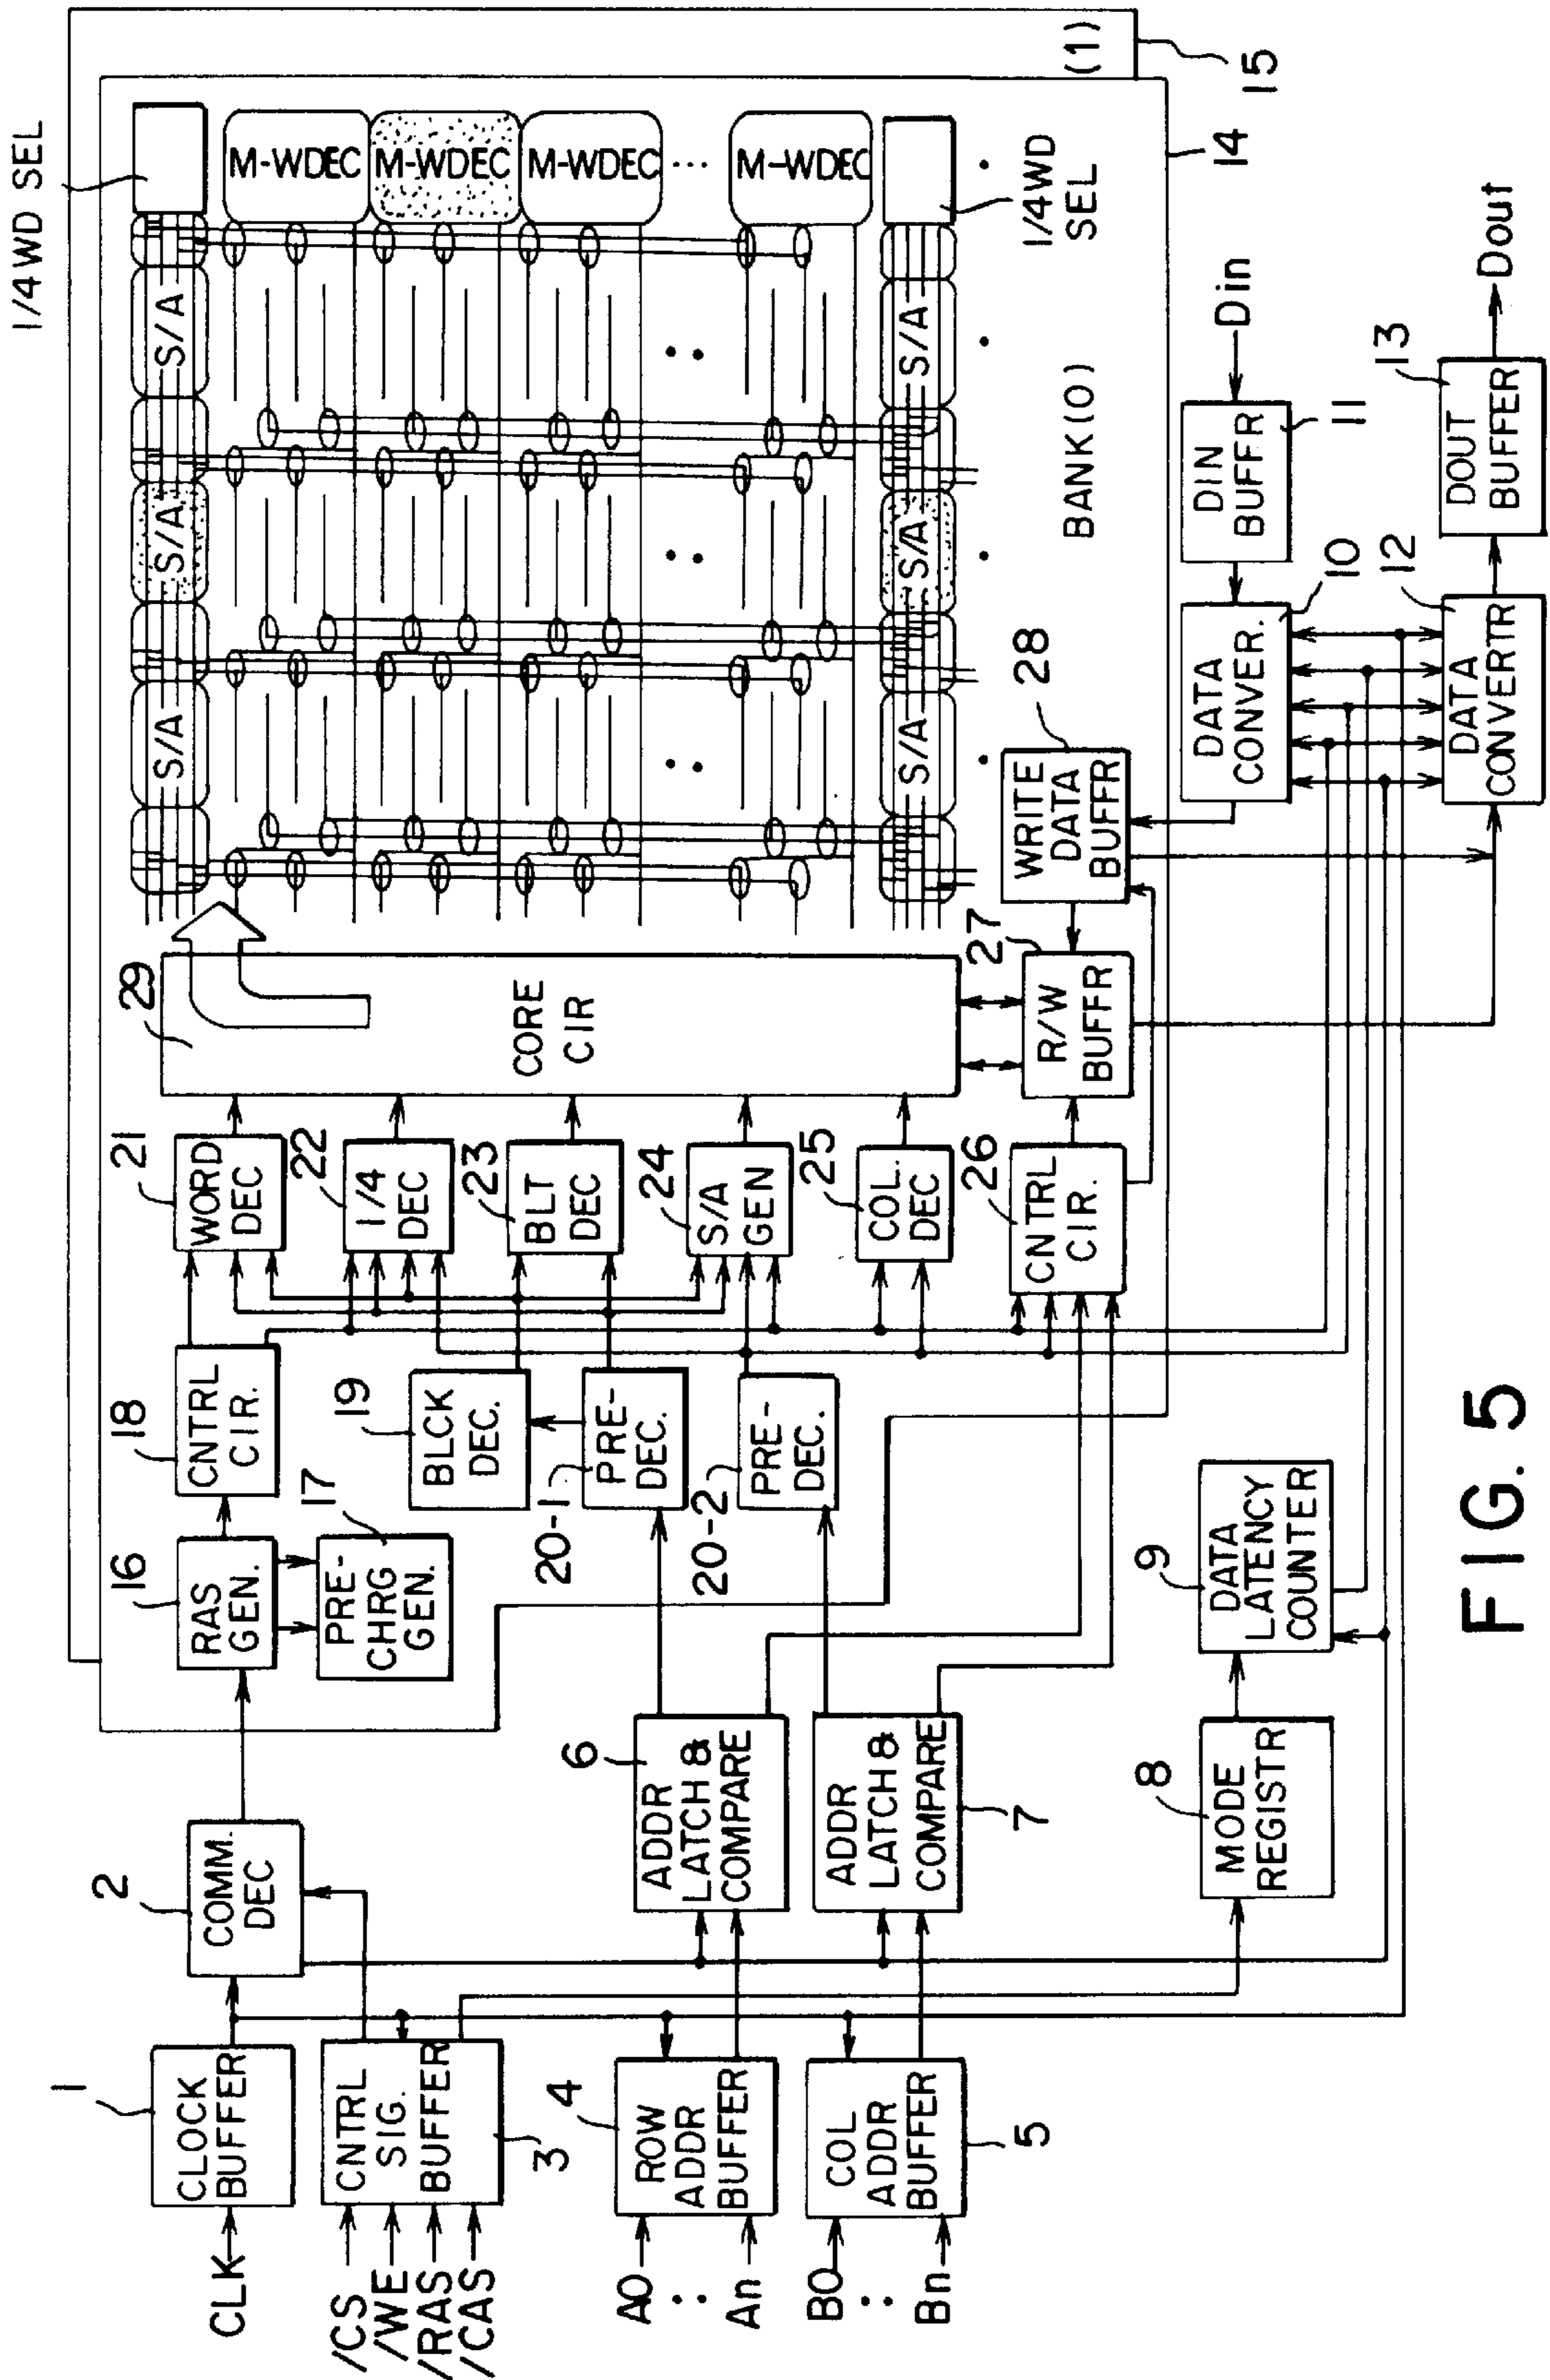 CLK
/CS
/WE
/RAS
/CAS
A0
:
An
B0
:
Bn
1
CLOCK
BUFFER
CNTRL
SIG.
BUFFER
3
4
ROW
ADDR
BUFFER
COL
ADDR
BUFFER
5
2
COMM.
DEC
6
ADDR
LATCH &
COMPARE
ADDR
LATCH &
COMPARE
7
8
MODE
REGISTR
9
DATA
LATENCY
COUNTER
16
RAS
GEN.
17
PRE-
CHRG
GEN.
18
CNTRL
CIR.
19
BLCK
DEC.
20-1
PRE-
DEC.
20-2
PRE-
DEC.
21
WORD
DEC
22
1/4
DEC
23
BLT
DEC
24
S/A
GEN
25
COL.
DEC
26
CNTRL
CIR.
29
CORE
CIR
27
R/W
BUFFR
28
WRITE
DATA
BUFFR
1/4WD SEL
S/A
S/A
S/A
M-WDEC
M-WDEC
M-WDEC
...
M-WDEC
S/A
S/A
S/A
1/4WD
SEL
BANK(0)
(1)
14
15
10
DATA
CONVER.
11
DIN
BUFFR
Din
12
DATA
CONVERTR
13
DOUT
BUFFER
Dout
FIG. 5